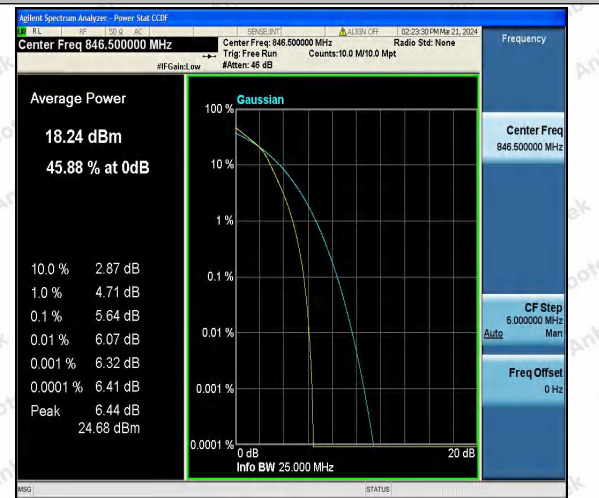 Agilent Spectrum Analyzer - Power Stat CCDF
RL RF 50 Ω AC SENSE:INT ALIGN OFF 02:23:30 PM Mar 21, 2024
Center Freq 846.500000 MHz
Center Freq: 846.500000 MHz Radio Std: None
Trig: Free Run Counts:10.0 M/10.0 Mpt
#IFGain:Low #Atten: 46 dB
Frequency
Average Power
18.24 dBm
45.88 % at 0dB
10.0 % 2.87 dB
1.0 % 4.71 dB
0.1 % 5.64 dB
0.01 % 6.07 dB
0.001 % 6.32 dB
0.0001 % 6.41 dB
Peak 6.44 dB
24.68 dBm
Gaussian
100 %
10 %
1 %
0.1 %
0.01 %
0.001 %
0.0001 %
0 dB 20 dB
Info BW 25.000 MHz
Center Freq
846.500000 MHz
CF Step
5.000000 MHz
Auto Man
Freq Offset
0 Hz
MSG STATUS